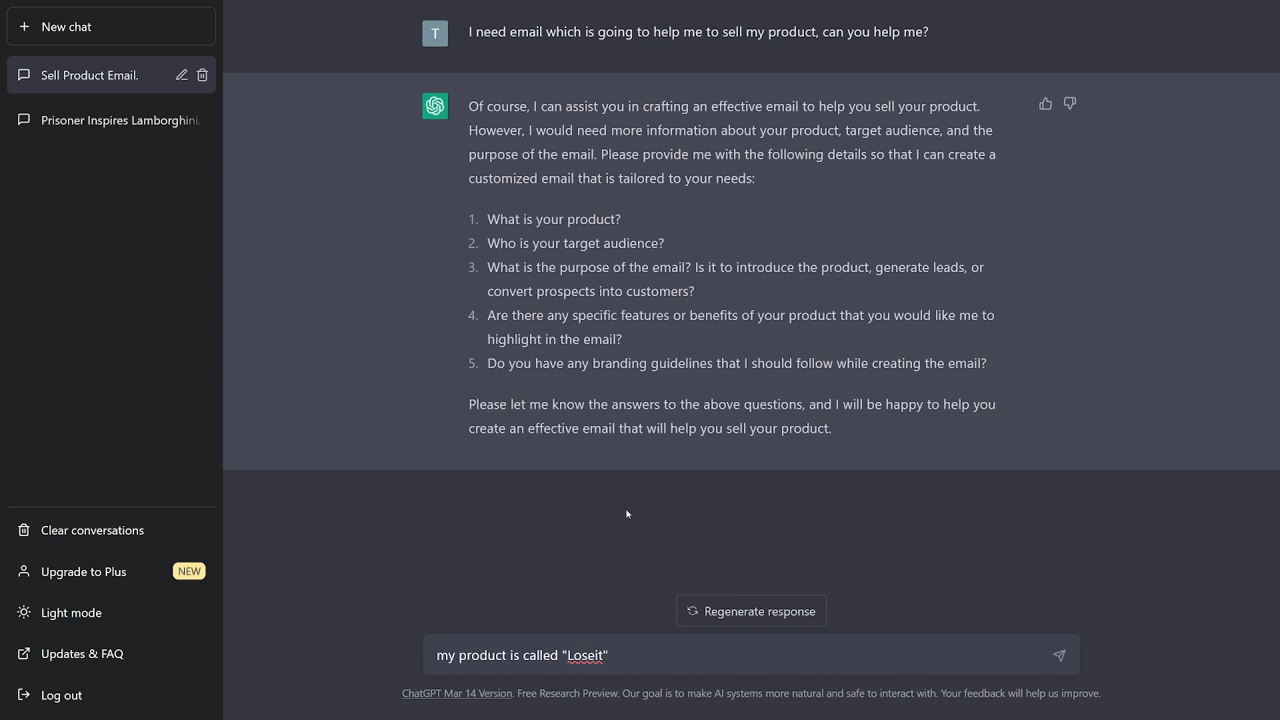 New chat
Sell Product Email.
Prisoner Inspires Lamborghini.
Clear conversations
Upgrade to Plus
NEW
Light mode
Updates & FAQ
Log out
T
I need email which is going to help me to sell my product, can you help me?
Of course, I can assist you in crafting an effective email to help you sell your product.
However, I would need more information about your product, target audience, and the
purpose of the email. Please provide me with the following details so that I can create a
customized email that is tailored to your needs:
1. What is your product?
2. Who is your target audience?
3. What is the purpose of the email? Is it to introduce the product, generate leads, or
convert prospects into customers?
4. Are there any specific features or benefits of your product that you would like me to
highlight in the email?
5. Do you have any branding guidelines that I should follow while creating the email?
Please let me know the answers to the above questions, and I will be happy to help you
create an effective email that will help you sell your product.
Regenerate response
my product is called "Loseit"
ChatGPT Mar 14 Version. Free Research Preview. Our goal is to make AI systems more natural and safe to interact with. Your feedback will help us improve.